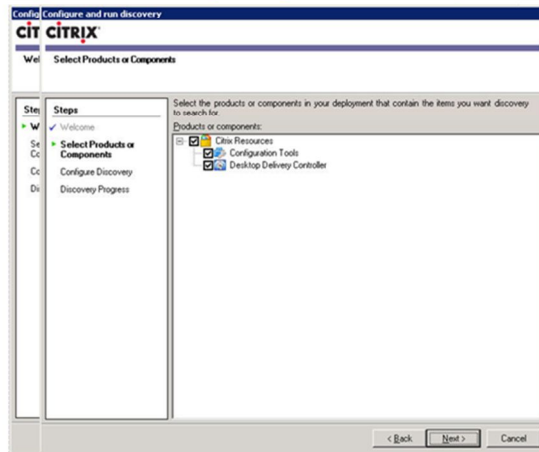 Config
Configure and run discovery
CIT
CITRIX
Wel
Select Products or Components
Step
Steps
Select the products or components in your deployment that contain the items you want discovery
to search for.
W
Welcome
Products or components:
Se
Co
Select Products or
Components
Citrix Resources
Configuration Tools
Desktop Delivery Controller
Co
Configure Discovery
Di
Discovery Progress
< Back
Next >
Cancel